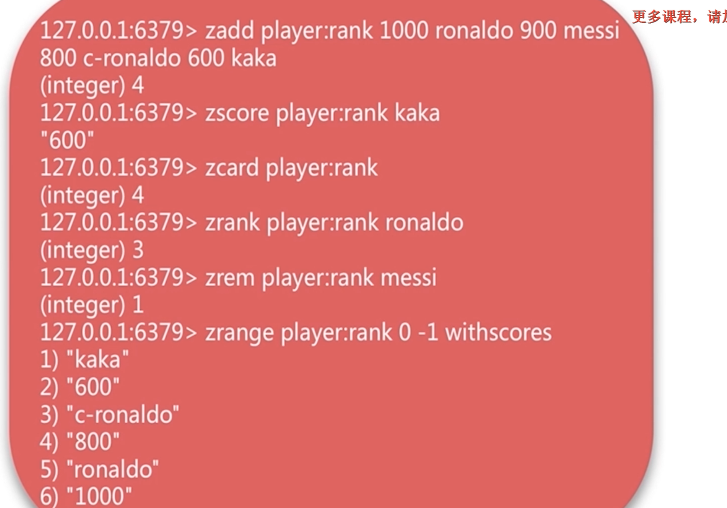 更多课程，请
127.0.0.1:6379> zadd player:rank 1000 ronaldo 900 messi
800 c-ronaldo 600 kaka
(integer) 4
127.0.0.1:6379> zscore player:rank kaka
"600"
127.0.0.1:6379> zcard player:rank
(integer) 4
127.0.0.1:6379> zrank player:rank ronaldo
(integer) 3
127.0.0.1:6379> zrem player:rank messi
(integer) 1
127.0.0.1:6379> zrange player:rank 0 -1 withscores
1) "kaka"
2) "600"
3) "c-ronaldo"
4) "800"
5) "ronaldo"
6) "1000"